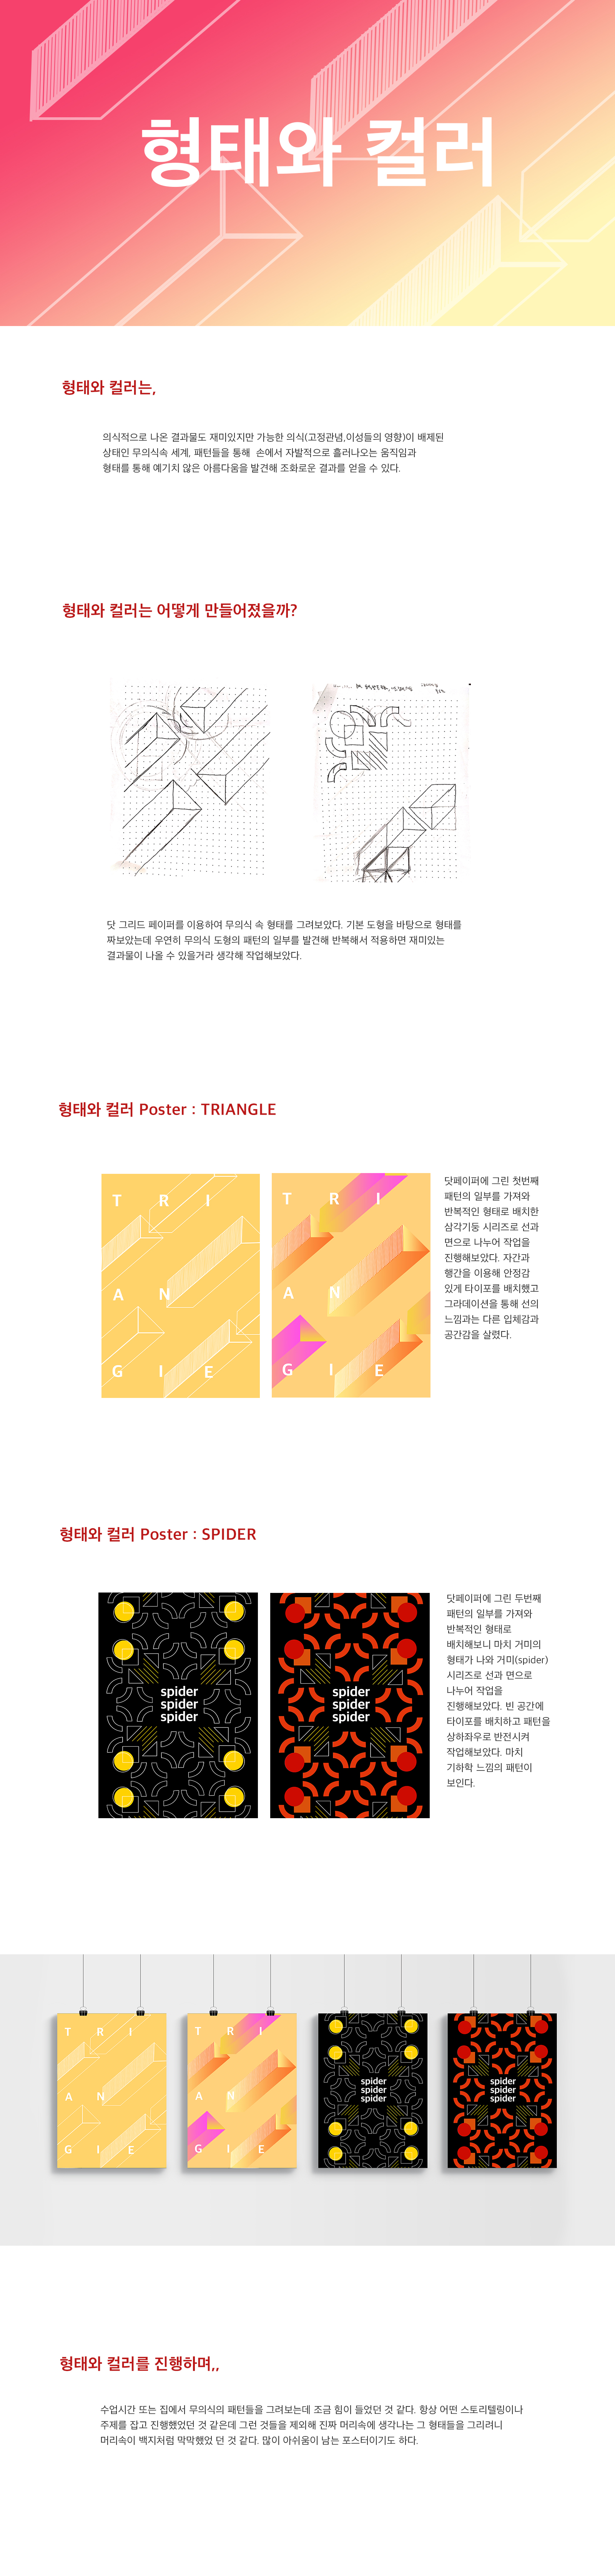 형태와 컬러
형태와 컬러는,
의식적으로 나온 결과물도 재미있지만 가능한 의식(고정관념,이성들의 영향)이 배제된
상태인 무의식속 세계, 패턴들을 통해 손에서 자발적으로 흘러나오는 움직임과
형태를 통해 예기치 않은 아름다움을 발견해 조화로운 결과를 얻을 수 있다.
형태와 컬러는 어떻게 만들어졌을까?
닷 그리드 페이퍼를 이용하여 무의식 속 형태를 그려보았다. 기본 도형을 바탕으로 형태를
짜보았는데 우연히 무의식 도형의 패턴의 일부를 발견해 반복해서 적용하면 재미있는
결과물이 나올 수 있을거라 생각해 작업해보았다.
형태와 컬러 Poster : TRIANGLE
T R I
A N
G I E
T R I
A N
G I E
닷페이퍼에 그린 첫번째
패턴의 일부를 가져와
반복적인 형태로 배치한
삼각기둥 시리즈로 선과
면으로 나누어 작업을
진행해보았다. 자간과
행간을 이용해 안정감
있게 타이포를 배치했고
그라데이션을 통해 선의
느낌과는 다른 입체감과
공간감을 살렸다.
형태와 컬러 Poster : SPIDER
spider
spider
spider
spider
spider
spider
닷페이퍼에 그린 두번째
패턴의 일부를 가져와
반복적인 형태로
배치해보니 마치 거미의
형태가 나와 거미(spider)
시리즈로 선과 면으로
나누어 작업을
진행해보았다. 빈 공간에
타이포를 배치하고 패턴을
상하좌우로 반전시켜
작업해보았다. 마치
기하학 느낌의 패턴이
보인다.
T R I
A N
G I E
T R I
A N
G I E
spider
spider
spider
spider
spider
spider
형태와 컬러를 진행하며,,
수업시간 또는 집에서 무의식의 패턴들을 그려보는데 조금 힘이 들었던 것 같다. 항상 어떤 스토리텔링이나
주제를 잡고 진행했었던 것 같은데 그런 것들을 제외해 진짜 머리속에 생각나는 그 형태들을 그리려니
머리속이 백지처럼 막막했었 던 것 같다. 많이 아쉬움이 남는 포스터이기도 하다.